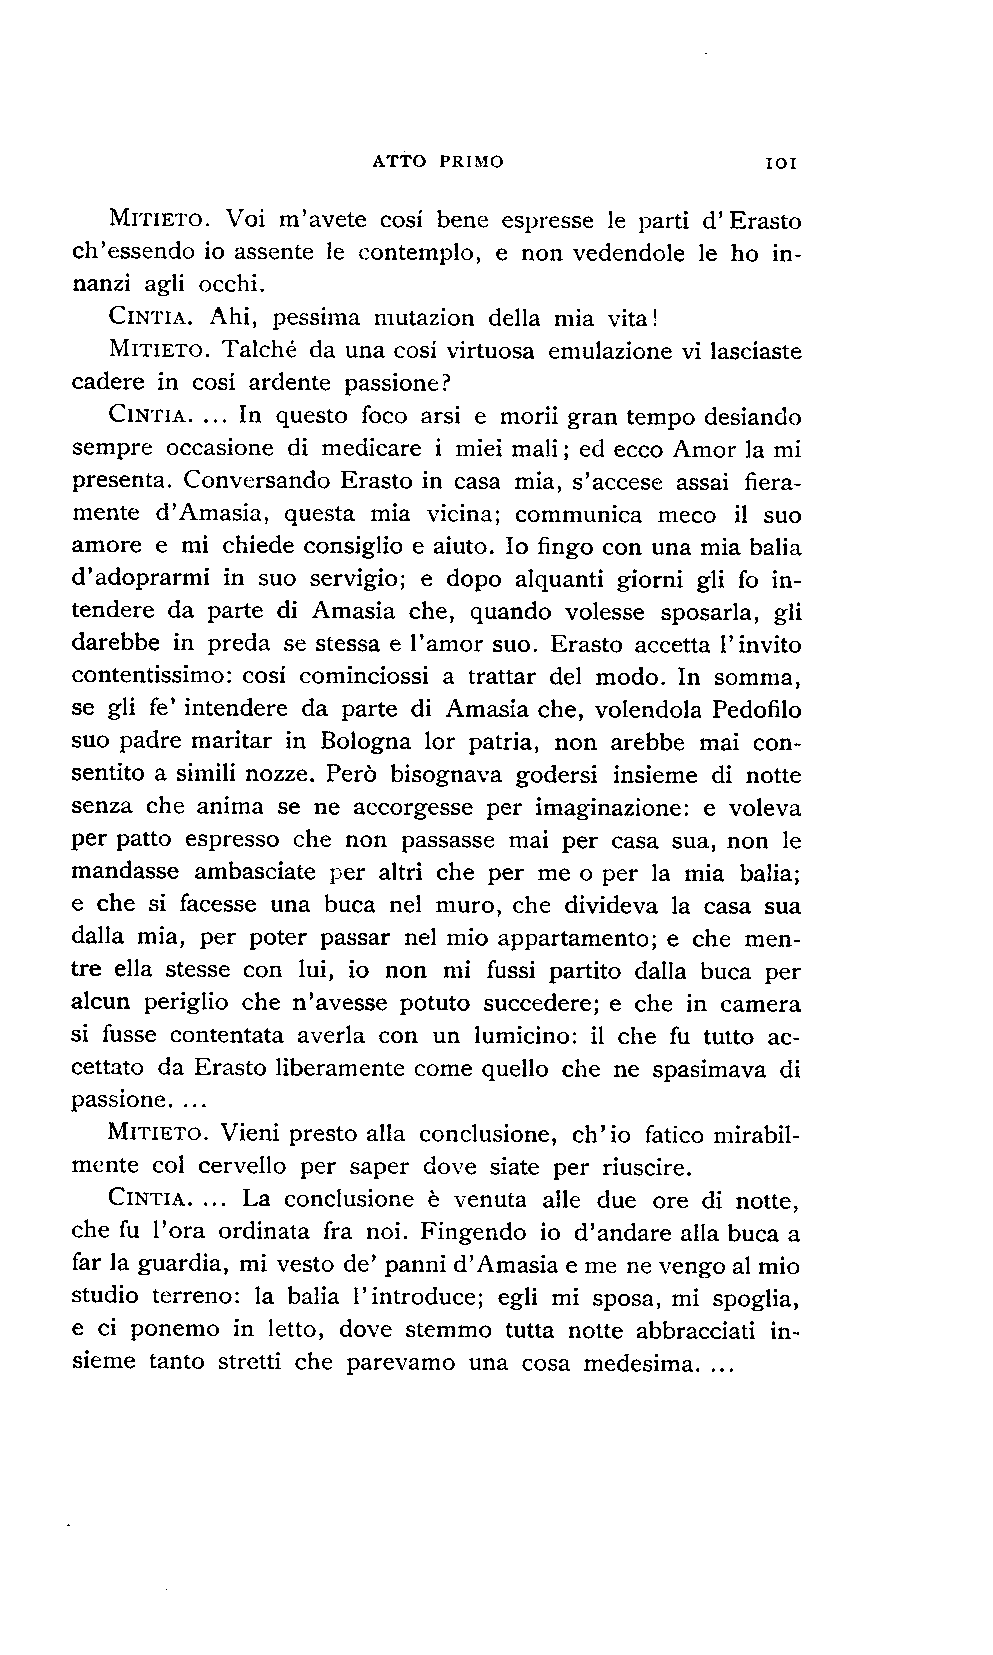 ATTO PRIMO 101
MITIETO. Voi m'avete cosí bene espresse le parti d'Erasto
ch'essendo io assente le contemplo, e non vedendole le ho in-
nanzi agli occhi.
CINTIA. Ahi, pessima mutazion della mia vita!
MITIETO. Talché da una cosí virtuosa emulazione vi lasciaste
cadere in cosí ardente passione?
CINTIA. ... In questo foco arsi e morii gran tempo desiando
sempre occasione di medicare i miei mali; ed ecco Amor la mi
presenta. Conversando Erasto in casa mia, s'accese assai fiera-
mente d'Amasia, questa mia vicina; communica meco il suo
amore e mi chiede consiglio e aiuto. Io fingo con una mia balia
d'adoprarmi in suo servigio; e dopo alquanti giorni gli fo in-
tendere da parte di Amasia che, quando volesse sposarla, gli
darebbe in preda se stessa e l'amor suo. Erasto accetta l'invito
contentissimo: cosí cominciossi a trattar del modo. In somma,
se gli fe' intendere da parte di Amasia che, volendola Pedofilo
suo padre maritar in Bologna lor patria, non arebbe mai con-
sentito a simili nozze. Però bisognava godersi insieme di notte
senza che anima se ne accorgesse per imaginazione: e voleva
per patto espresso che non passasse mai per casa sua, non le
mandasse ambasciate per altri che per me o per la mia balia;
e che si facesse una buca nel muro, che divideva la casa sua
dalla mia, per poter passar nel mio appartamento; e che men-
tre ella stesse con lui, io non mi fussi partito dalla buca per
alcun periglio che n'avesse potuto succedere; e che in camera
si fusse contentata averla con un lumicino: il che fu tutto ac-
cettato da Erasto liberamente come quello che ne spasimava di
passione. ...
MITIETO. Vieni presto alla conclusione, ch'io fatico mirabil-
mente col cervello per saper dove siate per riuscire.
CINTIA. ... La conclusione è venuta alle due ore di notte,
che fu l'ora ordinata fra noi. Fingendo io d'andare alla buca a
far la guardia, mi vesto de' panni d'Amasia e me ne vengo al mio
studio terreno: la balia l'introduce; egli mi sposa, mi spoglia,
e ci ponemo in letto, dove stemmo tutta notte abbracciati in-
sieme tanto stretti che parevamo una cosa medesima. ...